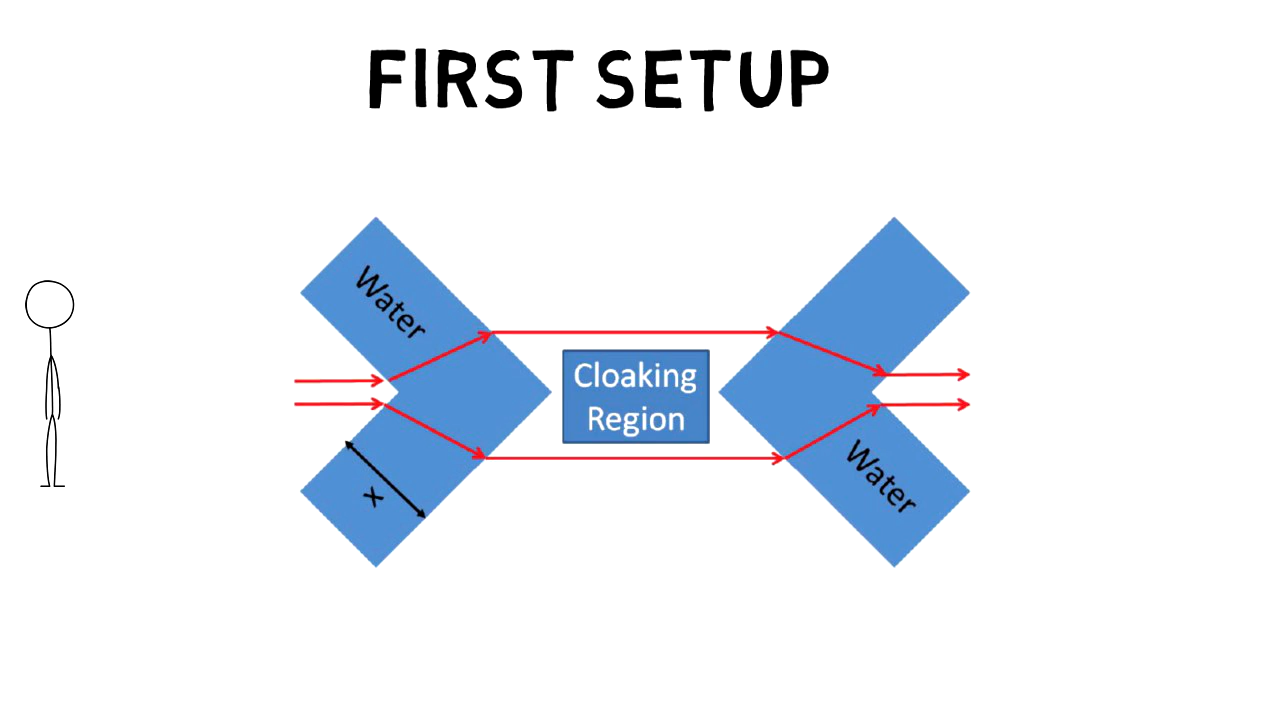 FIRST SETUP
Water
Cloaking
Region
x
Water